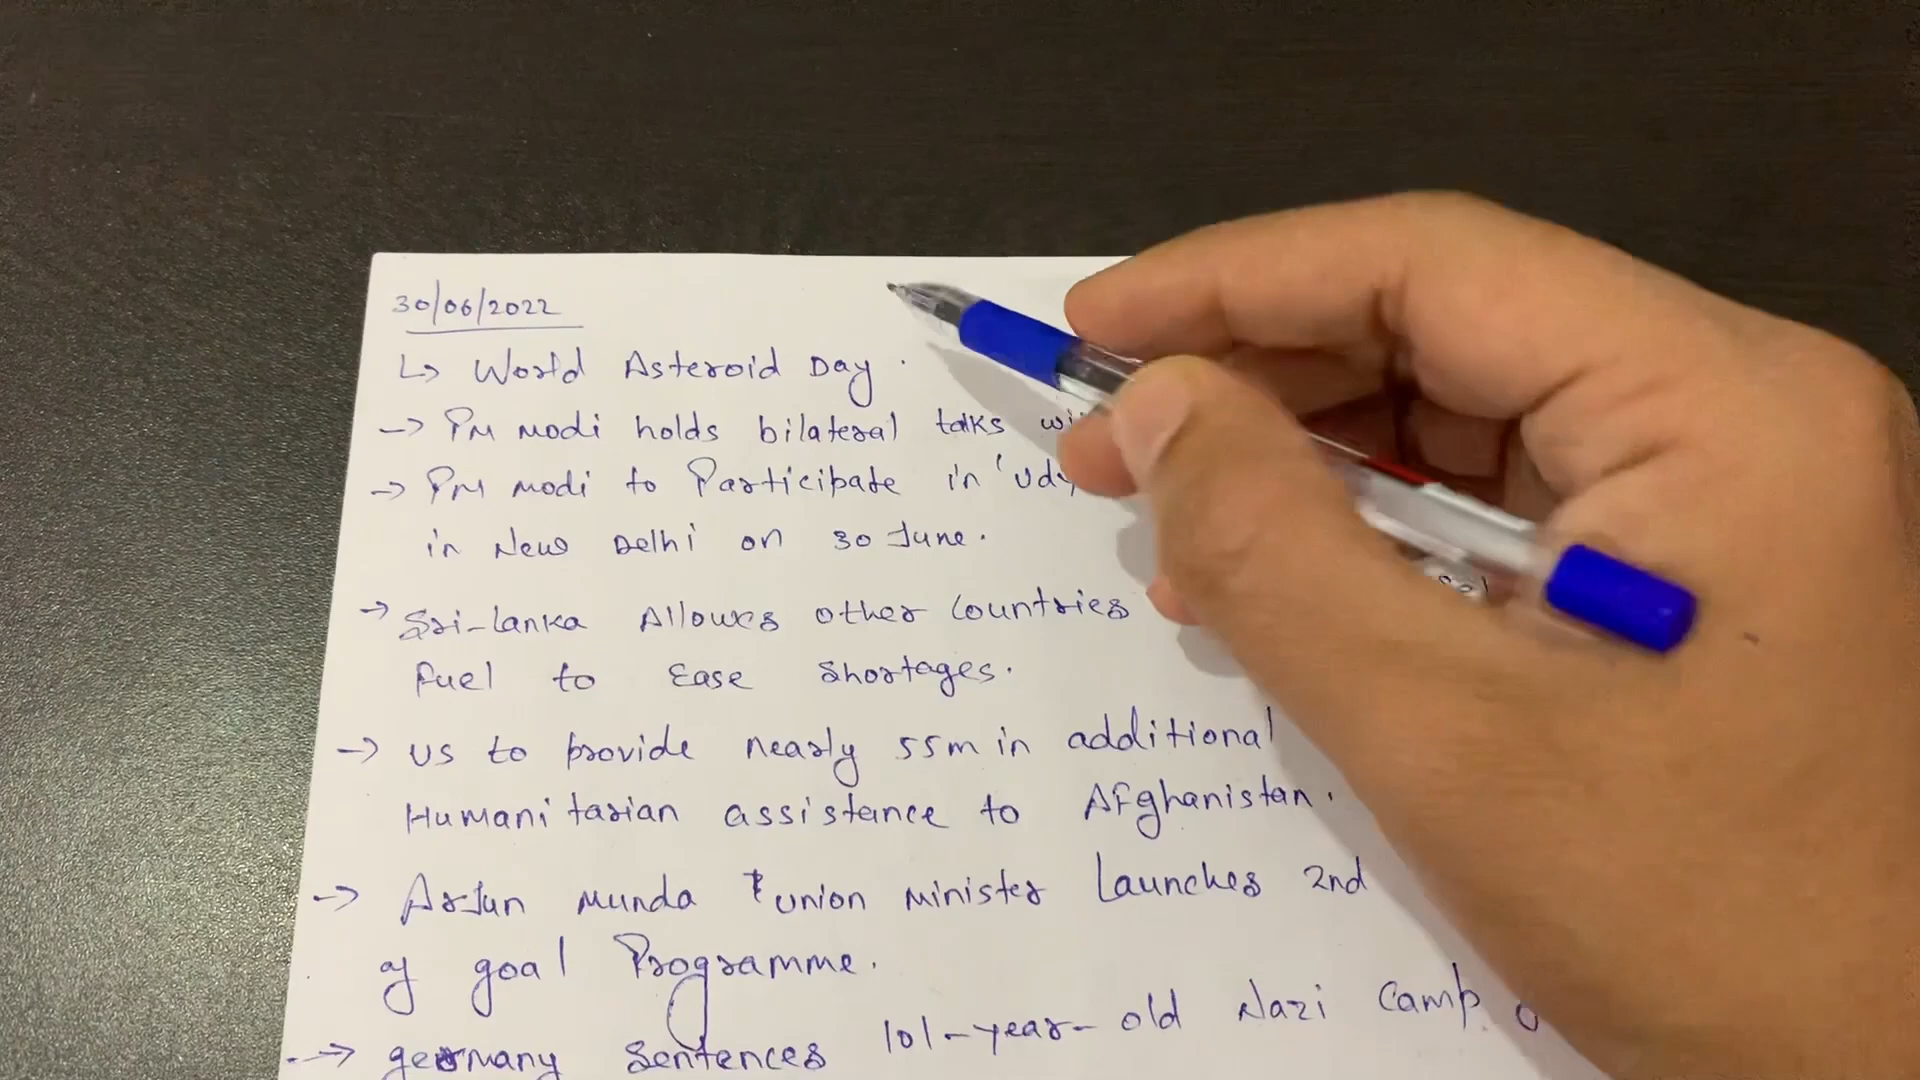 30/06/2022
↳ World Asteroid Day.
→ PM modi holds bilateral talks
→ PM modi to Participate in '
in New Delhi on 30 June.
→ Sri-Lanka Allowes other Countries
fuel to Ease Shortages.
→ US to provide nearly 55m in additional
Humanitarian assistance to Afghanistan.
→ Arjun Munda union minister Launches 2nd
of goal Programme.
→ germany Sentences 101-year-old Nazi Camp